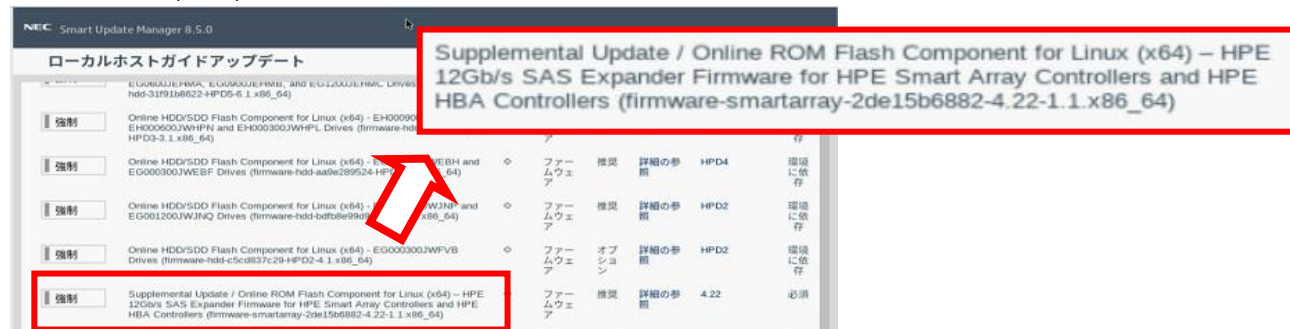 NEC Smart Update Manager 8.5.0
ローカルホストガイドアップデート
Supplemental Update / Online ROM Flash Component for Linux (x64) – HPE
12Gb/s SAS Expander Firmware for HPE Smart Array Controllers and HPE
HBA Controllers (firmware-smartarray-2de15b6882-4.22-1.1.x86_64)
EG0600JEHMA, EG0900JEHMB, and EG1200JEHMC Drives
hdd-31f91b8622-HPD5-6.1.x86_64)
強制
Online HDD/SDD Flash Component for Linux (x64) -
EH000600JWHPN and EH000300JWHPL Drives
HPD3-3.1.x86_64)
ア
存
強制
Online HDD/SDD Flash Component for Linux (x64) - and
EG000300JWEBF Drives (firmware-hdd-aa9e289524-
ファームウェア
推奨
詳細の参照
HPD4
環境に依存
強制
Online HDD/SDD Flash Component for Linux (x64) - and
EG001200JWJNQ Drives x86_64)
ファームウェア
推奨
詳細の参照
HPD2
環境に依存
強制
Online HDD/SDD Flash Component for Linux (x64) - EG000300JWFVB
Drives (firmware-hdd-c5cd837c29-HPD2-4.1.x86_64)
ファームウェア
オプション
詳細の参照
HPD2
環境に依存
強制
Supplemental Update / Online ROM Flash Component for Linux (x64) – HPE
12Gb/s SAS Expander Firmware for HPE Smart Array Controllers and HPE
HBA Controllers (firmware-smartarray-2de15b6882-4.22-1.1.x86_64)
ファームウェア
推奨
詳細の参照
4.22
必須